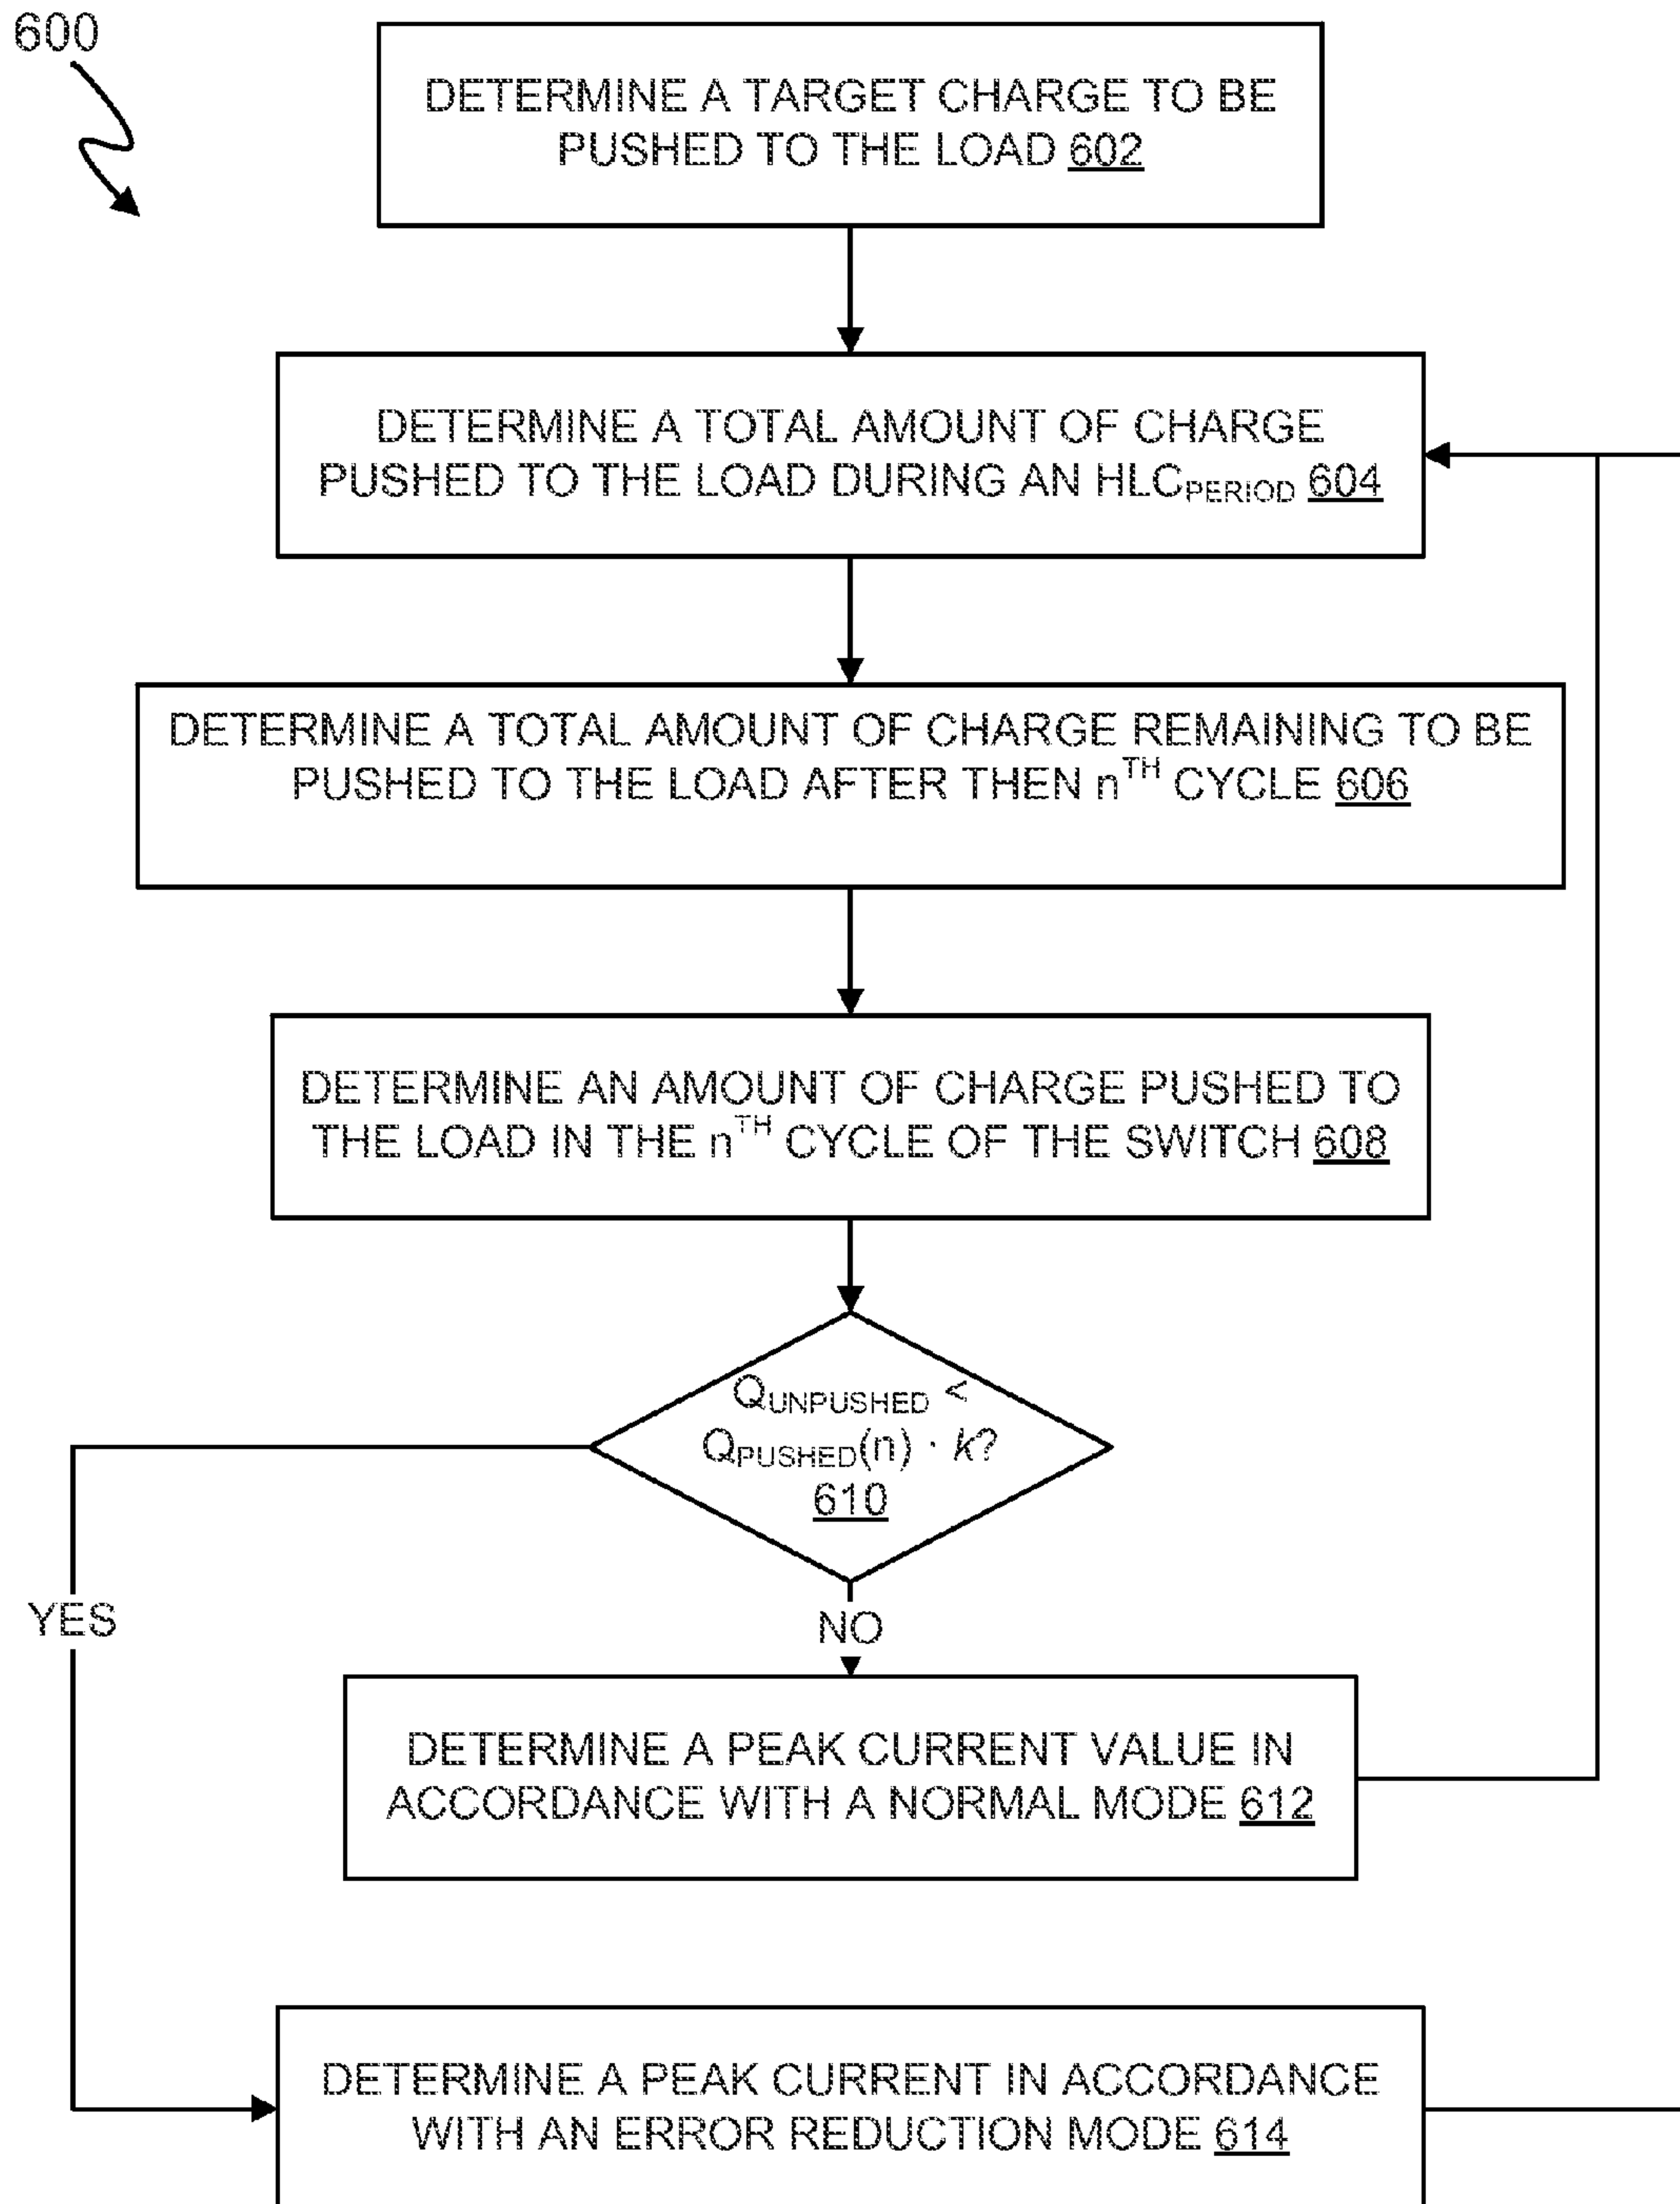 600
DETERMINE A TARGET CHARGE TO BE
PUSHED TO THE LOAD 602
DETERMINE A TOTAL AMOUNT OF CHARGE
PUSHED TO THE LOAD DURING AN HLCPERIOD 604
DETERMINE A TOTAL AMOUNT OF CHARGE REMAINING TO BE
PUSHED TO THE LOAD AFTER THEN nTH CYCLE 606
DETERMINE AN AMOUNT OF CHARGE PUSHED TO
THE LOAD IN THE nTH CYCLE OF THE SWITCH 608
QUNPUSHED <
QPUSHED(n) · k?
610
YES
NO
DETERMINE A PEAK CURRENT VALUE IN
ACCORDANCE WITH A NORMAL MODE 612
DETERMINE A PEAK CURRENT IN ACCORDANCE
WITH AN ERROR REDUCTION MODE 614